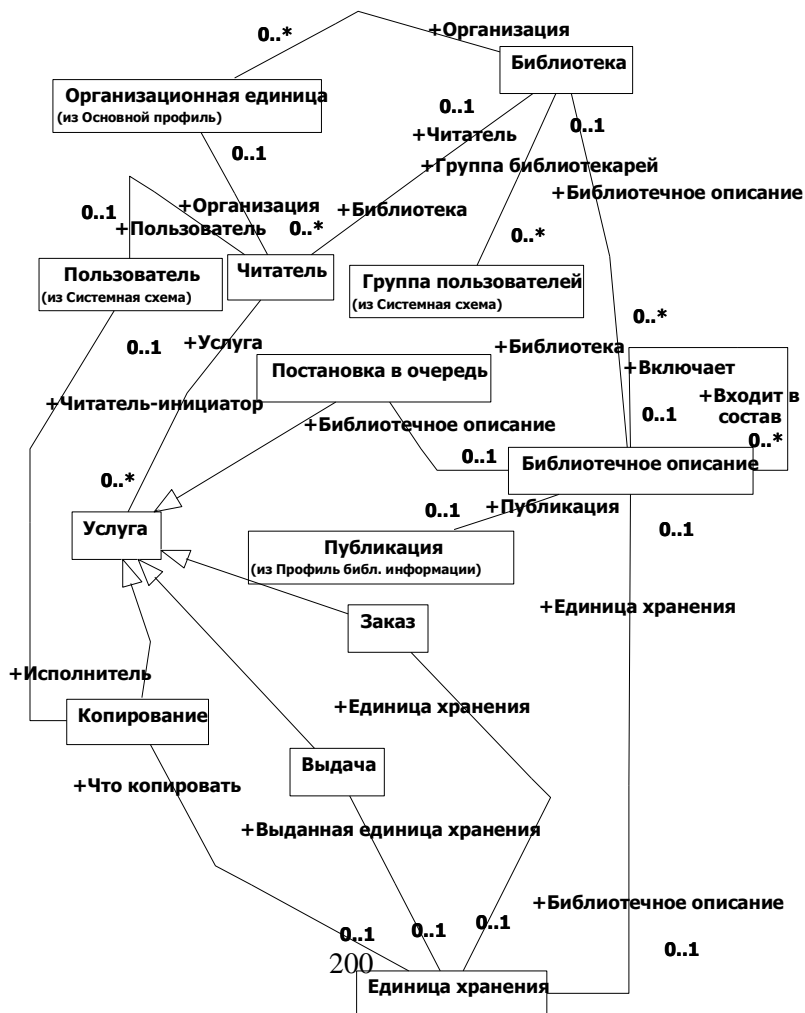 0..*
+Организация
Библиотека
Организационная единица
(из Основной профиль)
0..1
0..1
+Читатель
0..1
+Группа библиотекарей
+Библиотечное описание
0..1
+Организация
+Пользователь
0..*
+Библиотека
0..*
Пользователь
(из Системная схема)
Читатель
Группа пользователей
(из Системная схема)
0..*
0..1
+Услуга
+Библиотека
Постановка в очередь
+Включает
+Входит в
состав
+Читатель-инициатор
+Библиотечное описание
0..1
0..*
0..1
Библиотечное описание
0..*
Услуга
0..1
+Публикация
0..1
Публикация
(из Профиль библ. информации)
Заказ
+Единица хранения
+Исполнитель
Копирование
+Единица хранения
Выдача
+Что копировать
+Выданная единица хранения
+Библиотечное описание
0..1
0..1
0..1
0..1
200
Единица хранения